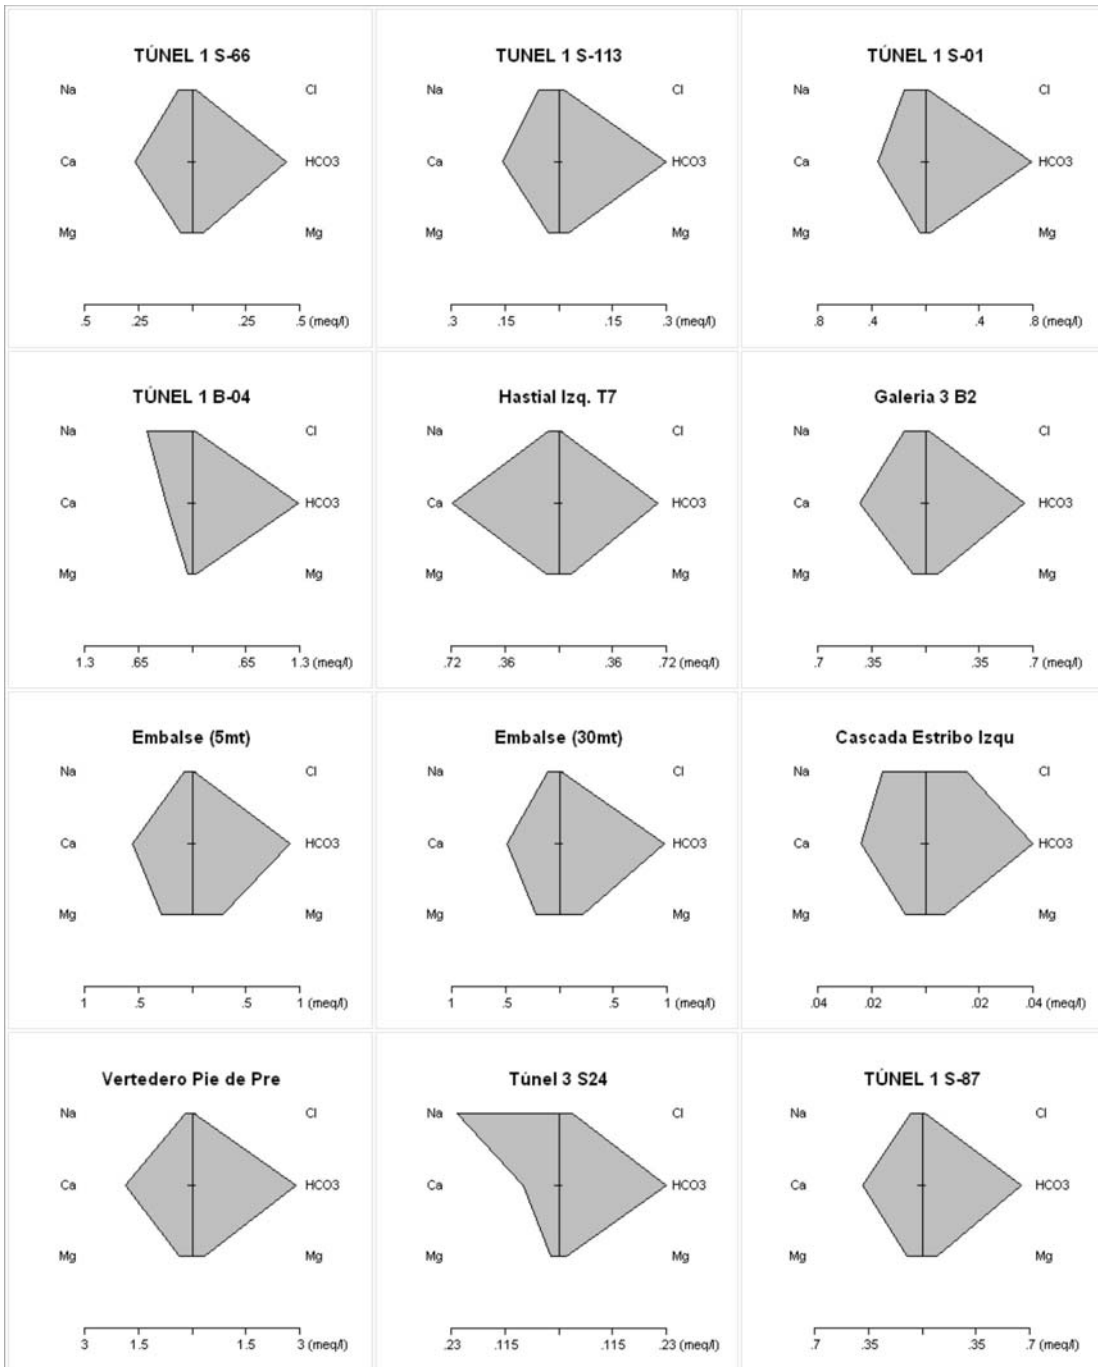 TÚNEL 1 S-66
Na Cl
Ca HCO3
Mg Mg
.5 .25 .25 .5 (meq/l)
TUNEL 1 S-113
Na Cl
Ca HCO3
Mg Mg
.3 .15 .15 .3 (meq/l)
TÚNEL 1 S-01
Na Cl
Ca HCO3
Mg Mg
.8 .4 .4 .8 (meq/l)
TÚNEL 1 B-04
Na Cl
Ca HCO3
Mg Mg
1.3 .65 .65 1.3 (meq/l)
Hastial Izq. T7
Na Cl
Ca HCO3
Mg Mg
.72 .36 .36 .72 (meq/l)
Galeria 3 B2
Na Cl
Ca HCO3
Mg Mg
.7 .35 .35 .7 (meq/l)
Embalse (5mt)
Na Cl
Ca HCO3
Mg Mg
1 .5 .5 1 (meq/l)
Embalse (30mt)
Na Cl
Ca HCO3
Mg Mg
1 .5 .5 1 (meq/l)
Cascada Estribo Izqu
Na Cl
Ca HCO3
Mg Mg
.04 .02 .02 .04 (meq/l)
Vertedero Pie de Pre
Na Cl
Ca HCO3
Mg Mg
3 1.5 1.5 3 (meq/l)
Túnel 3 S24
Na Cl
Ca HCO3
Mg Mg
.23 .115 .115 .23 (meq/l)
TÚNEL 1 S-87
Na Cl
Ca HCO3
Mg Mg
.7 .35 .35 .7 (meq/l)